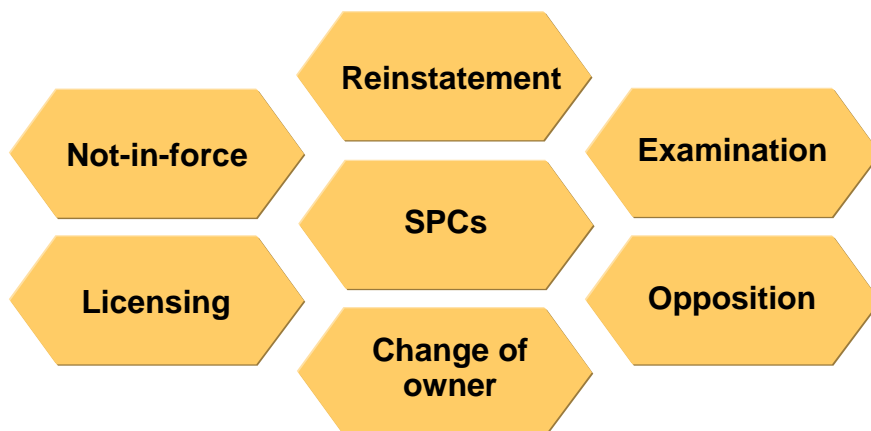 Reinstatement
Not-in-force
Examination
SPCs
Licensing
Opposition
Change of
owner